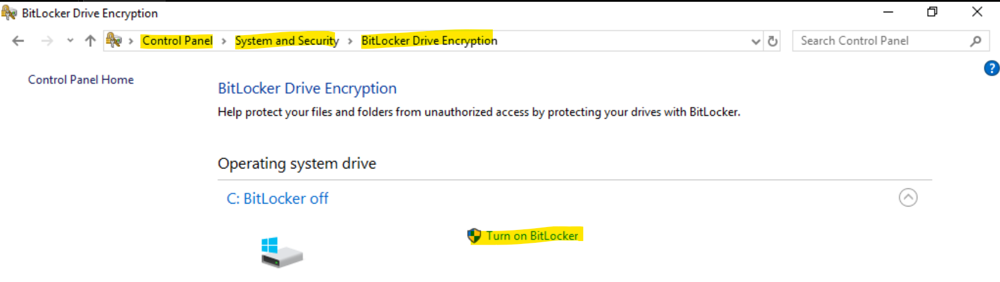 BitLocker Drive Encryption
Control Panel > System and Security > BitLocker Drive Encryption
Search Control Panel
?
Control Panel Home
BitLocker Drive Encryption
Help protect your files and folders from unauthorized access by protecting your drives with BitLocker.
Operating system drive
C: BitLocker off
Turn on BitLocker